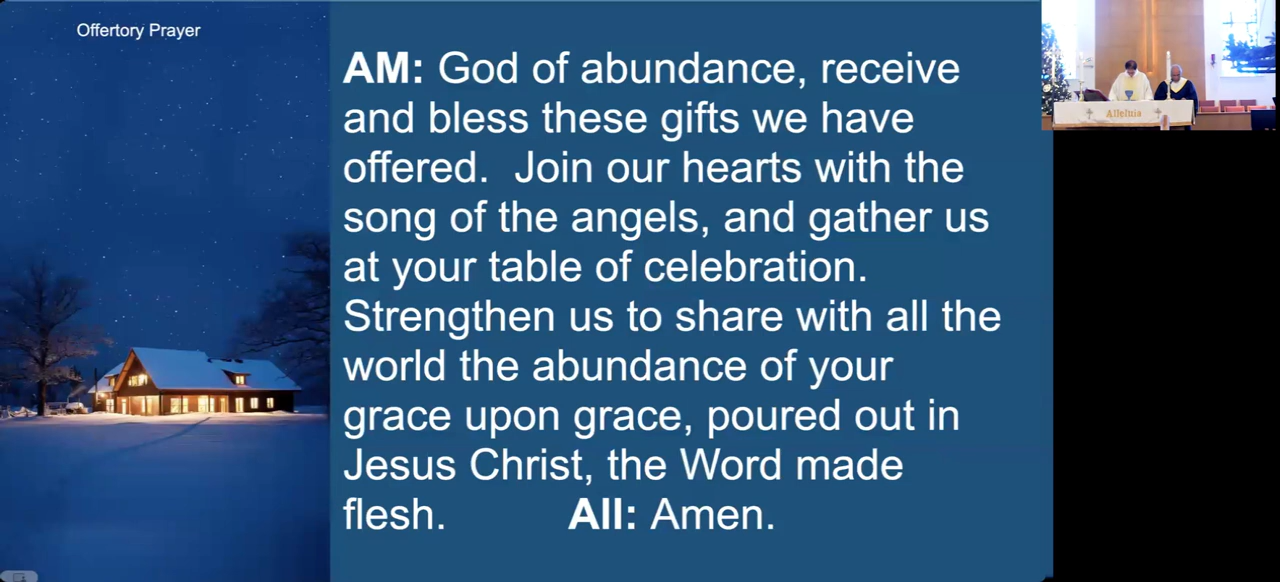 Offertory Prayer
AM: God of abundance, receive
and bless these gifts we have
offered.  Join our hearts with the
song of the angels, and gather us
at your table of celebration.
Strengthen us to share with all the
world the abundance of your
grace upon grace, poured out in
Jesus Christ, the Word made
flesh.          All: Amen.
Alleluia